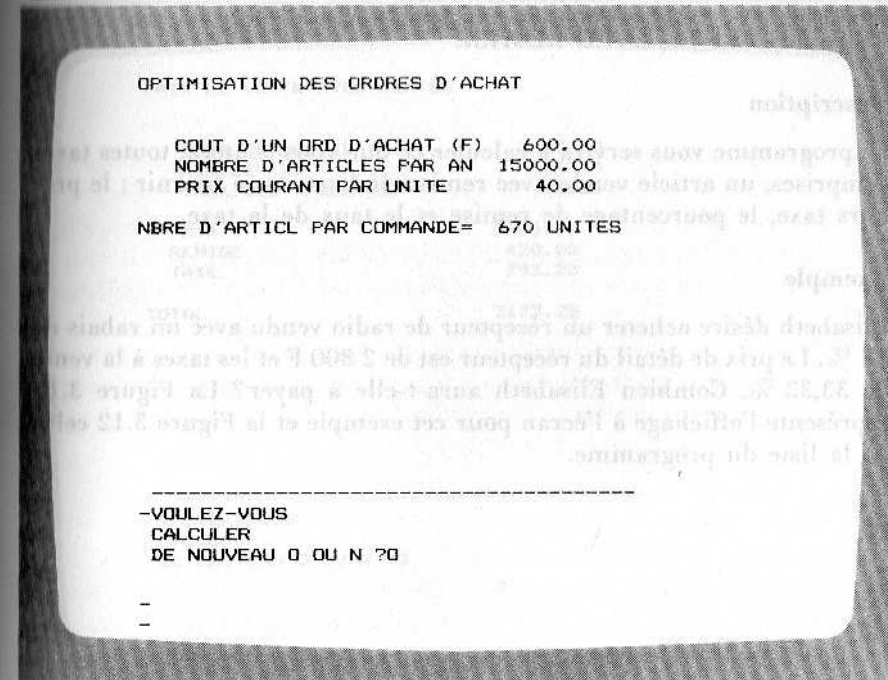 OPTIMISATION DES ORDRES D'ACHAT
COUT D'UN ORD D'ACHAT (F) 600.00
NOMBRE D'ARTICLES PAR AN 15000.00
PRIX COURANT PAR UNITE 40.00
NBRE D'ARTICL PAR COMMANDE= 670 UNITES
-VOULEZ-VOUS
CALCULER
DE NOUVEAU O OU N ?O